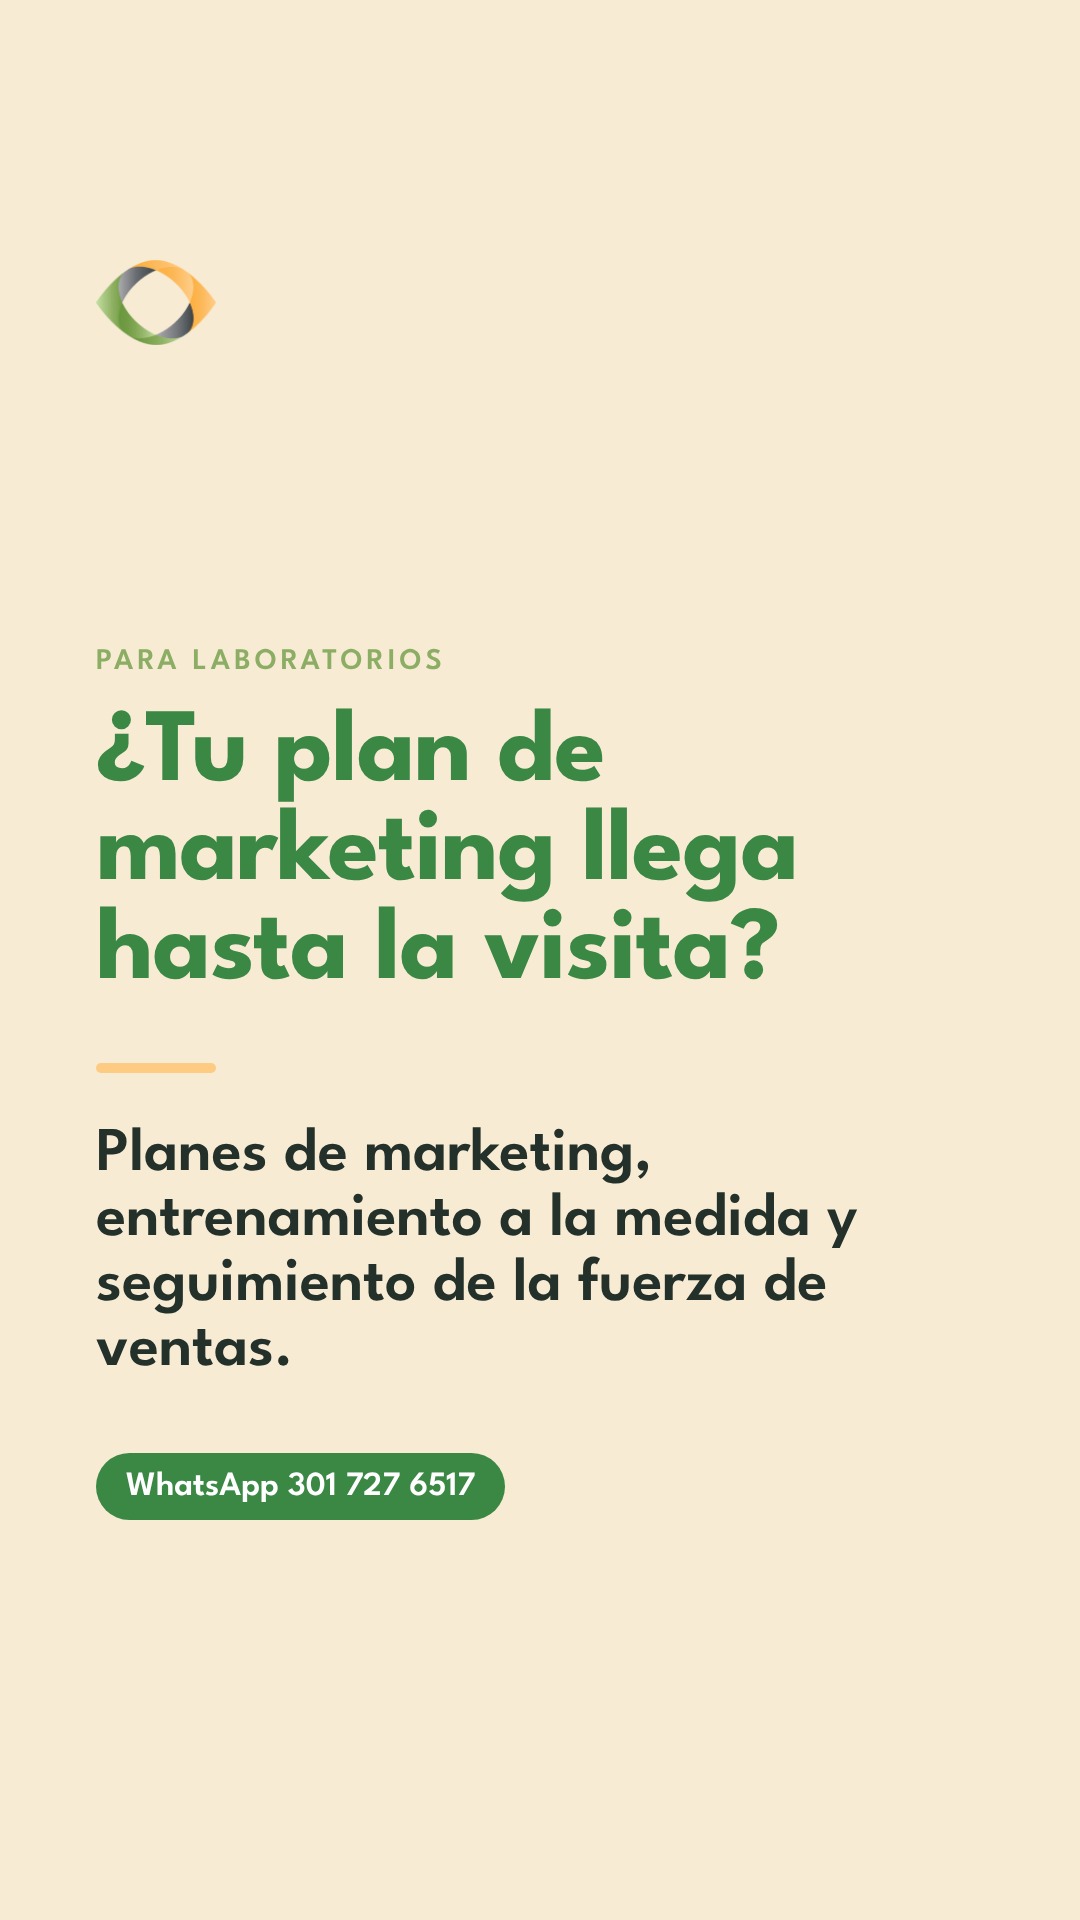 PARA LABORATORIOS
¿Tu plan de
marketing llega
hasta la visita?
Planes de marketing,
entrenamiento a la medida y
seguimiento de la fuerza de
ventas.
WhatsApp 301 727 6517